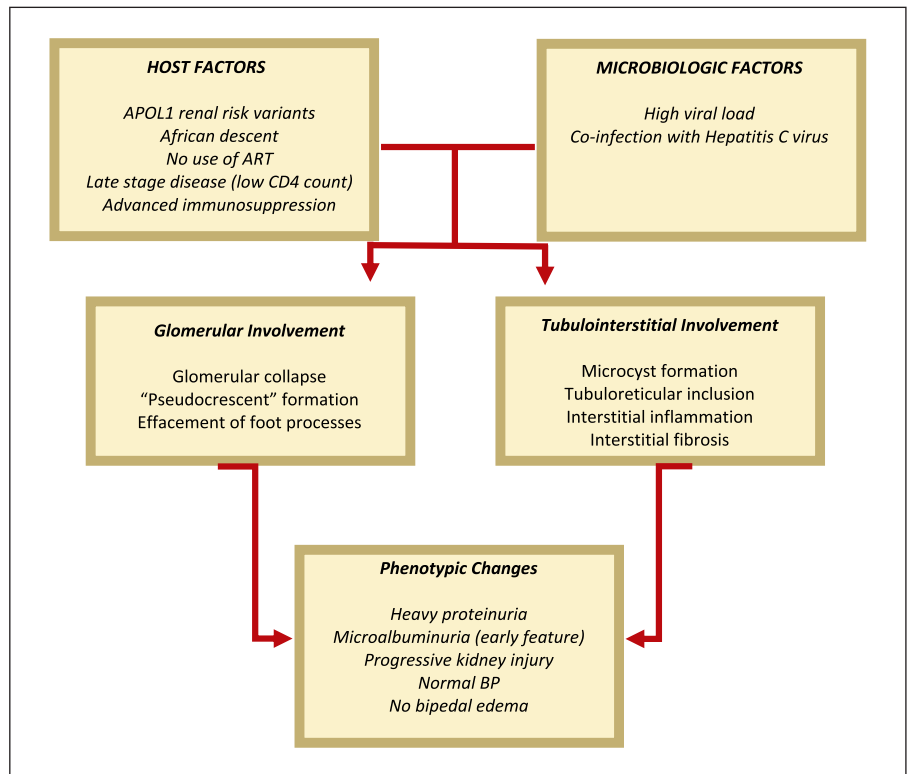 HOST FACTORS
APOL1 renal risk variants
African descent
No use of ART
Late stage disease (low CD4 count)
Advanced immunosuppression
MICROBIOLOGIC FACTORS
High viral load
Co-infection with Hepatitis C virus
Glomerular Involvement
Glomerular collapse
“Pseudocrescent” formation
Effacement of foot processes
Tubulointerstitial Involvement
Microcyst formation
Tubuloreticular inclusion
Interstitial inflammation
Interstitial fibrosis
Phenotypic Changes
Heavy proteinuria
Microalbuminuria (early feature)
Progressive kidney injury
Normal BP
No bipedal edema